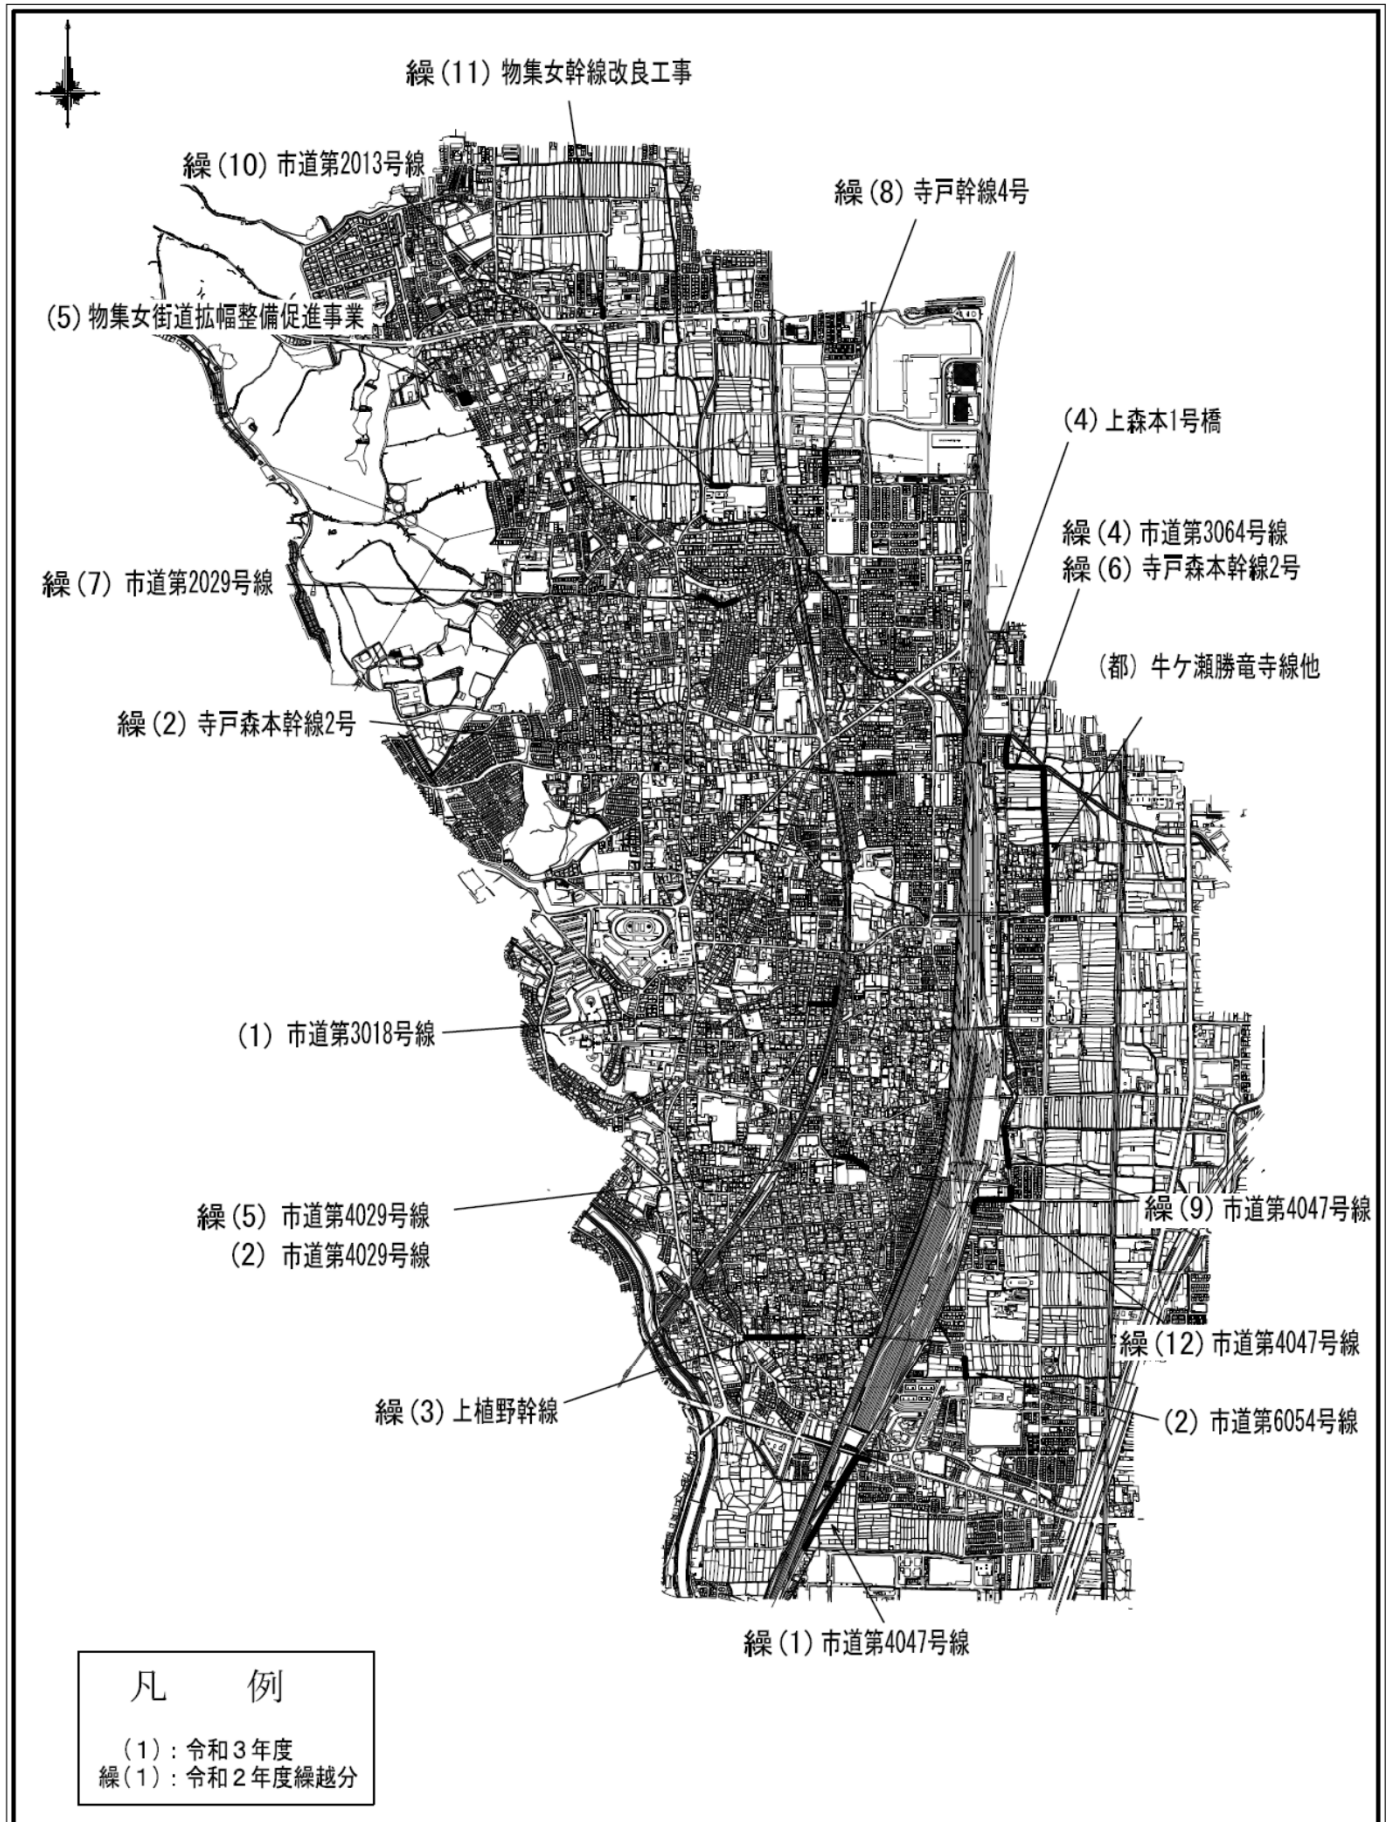 繰(11) 物集女幹線改良工事
繰(10) 市道第2013号線
繰(8) 寺戸幹線4号
(5) 物集女街道拡幅整備促進事業
(4) 上森本1号橋
繰(4) 市道第3064号線
繰(6) 寺戸森本幹線2号
繰(7) 市道第2029号線
(都) 牛ケ瀬勝竜寺線他
繰(2) 寺戸森本幹線2号
(1) 市道第3018号線
繰(5) 市道第4029号線
(2) 市道第4029号線
繰(9) 市道第4047号線
繰(12) 市道第4047号線
繰(3) 上植野幹線
(2) 市道第6054号線
繰(1) 市道第4047号線
凡 例
(1)：令和3年度
繰(1)：令和2年度繰越分